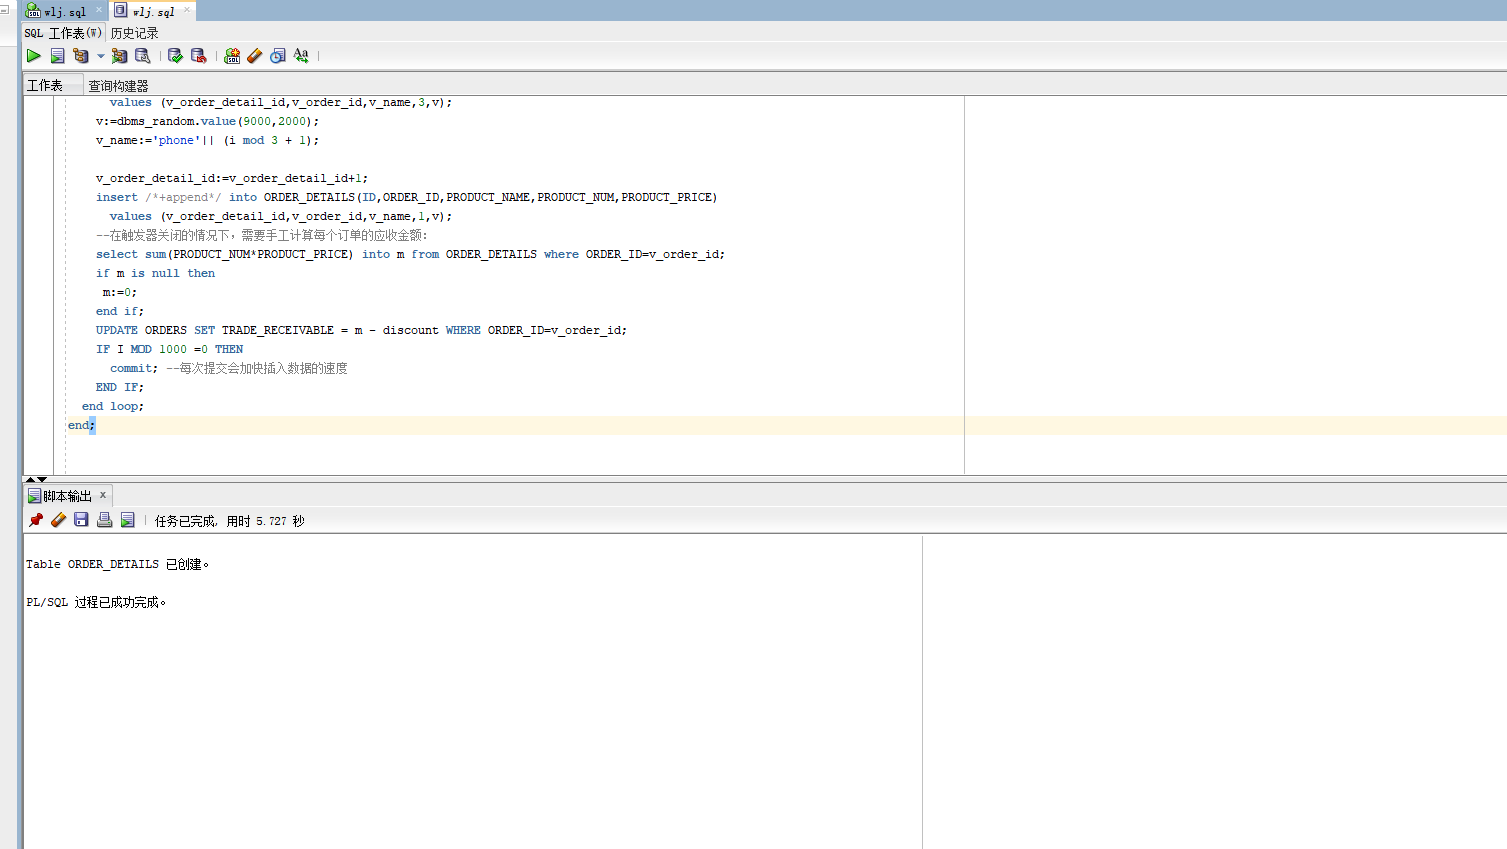 wlj.sql wlj.sql
SQL 工作表(W) 历史记录
Aa
工作表 查询构建器
values (v_order_detail_id,v_order_id,v_name,3,v);
v:=dbms_random.value(9000,2000);
v_name:='phone'|| (i mod 3 + 1);
v_order_detail_id:=v_order_detail_id+1;
insert /*+append*/ into ORDER_DETAILS(ID,ORDER_ID,PRODUCT_NAME,PRODUCT_NUM,PRODUCT_PRICE)
values (v_order_detail_id,v_order_id,v_name,1,v);
--在触发器关闭的情况下，需要手工计算每个订单的应收金额：
select sum(PRODUCT_NUM*PRODUCT_PRICE) into m from ORDER_DETAILS where ORDER_ID=v_order_id;
if m is null then
m:=0;
end if;
UPDATE ORDERS SET TRADE_RECEIVABLE = m - discount WHERE ORDER_ID=v_order_id;
IF I MOD 1000 =0 THEN
commit; --每次提交会加快插入数据的速度
END IF;
end loop;
end;
脚本输出 x
任务已完成, 用时 5.727 秒
Table ORDER_DETAILS 已创建。
PL/SQL 过程已成功完成。